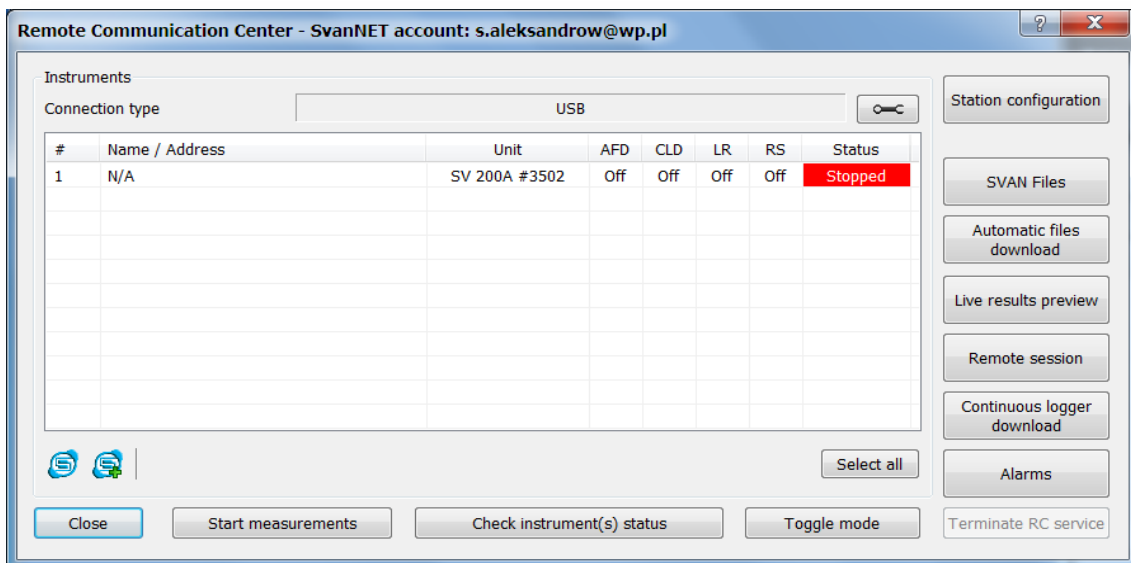 Remote Communication Center - SvanNET account: s.aleksandrow@wp.pl
?
X
Instruments
Connection type
USB
Station configuration
# Name / Address Unit AFD CLD LR RS Status
1 N/A SV 200A #3502 Off Off Off Off Stopped
SVAN Files
Automatic files
download
Live results preview
Remote session
Continuous logger
download
Select all
Alarms
Close
Start measurements
Check instrument(s) status
Toggle mode
Terminate RC service